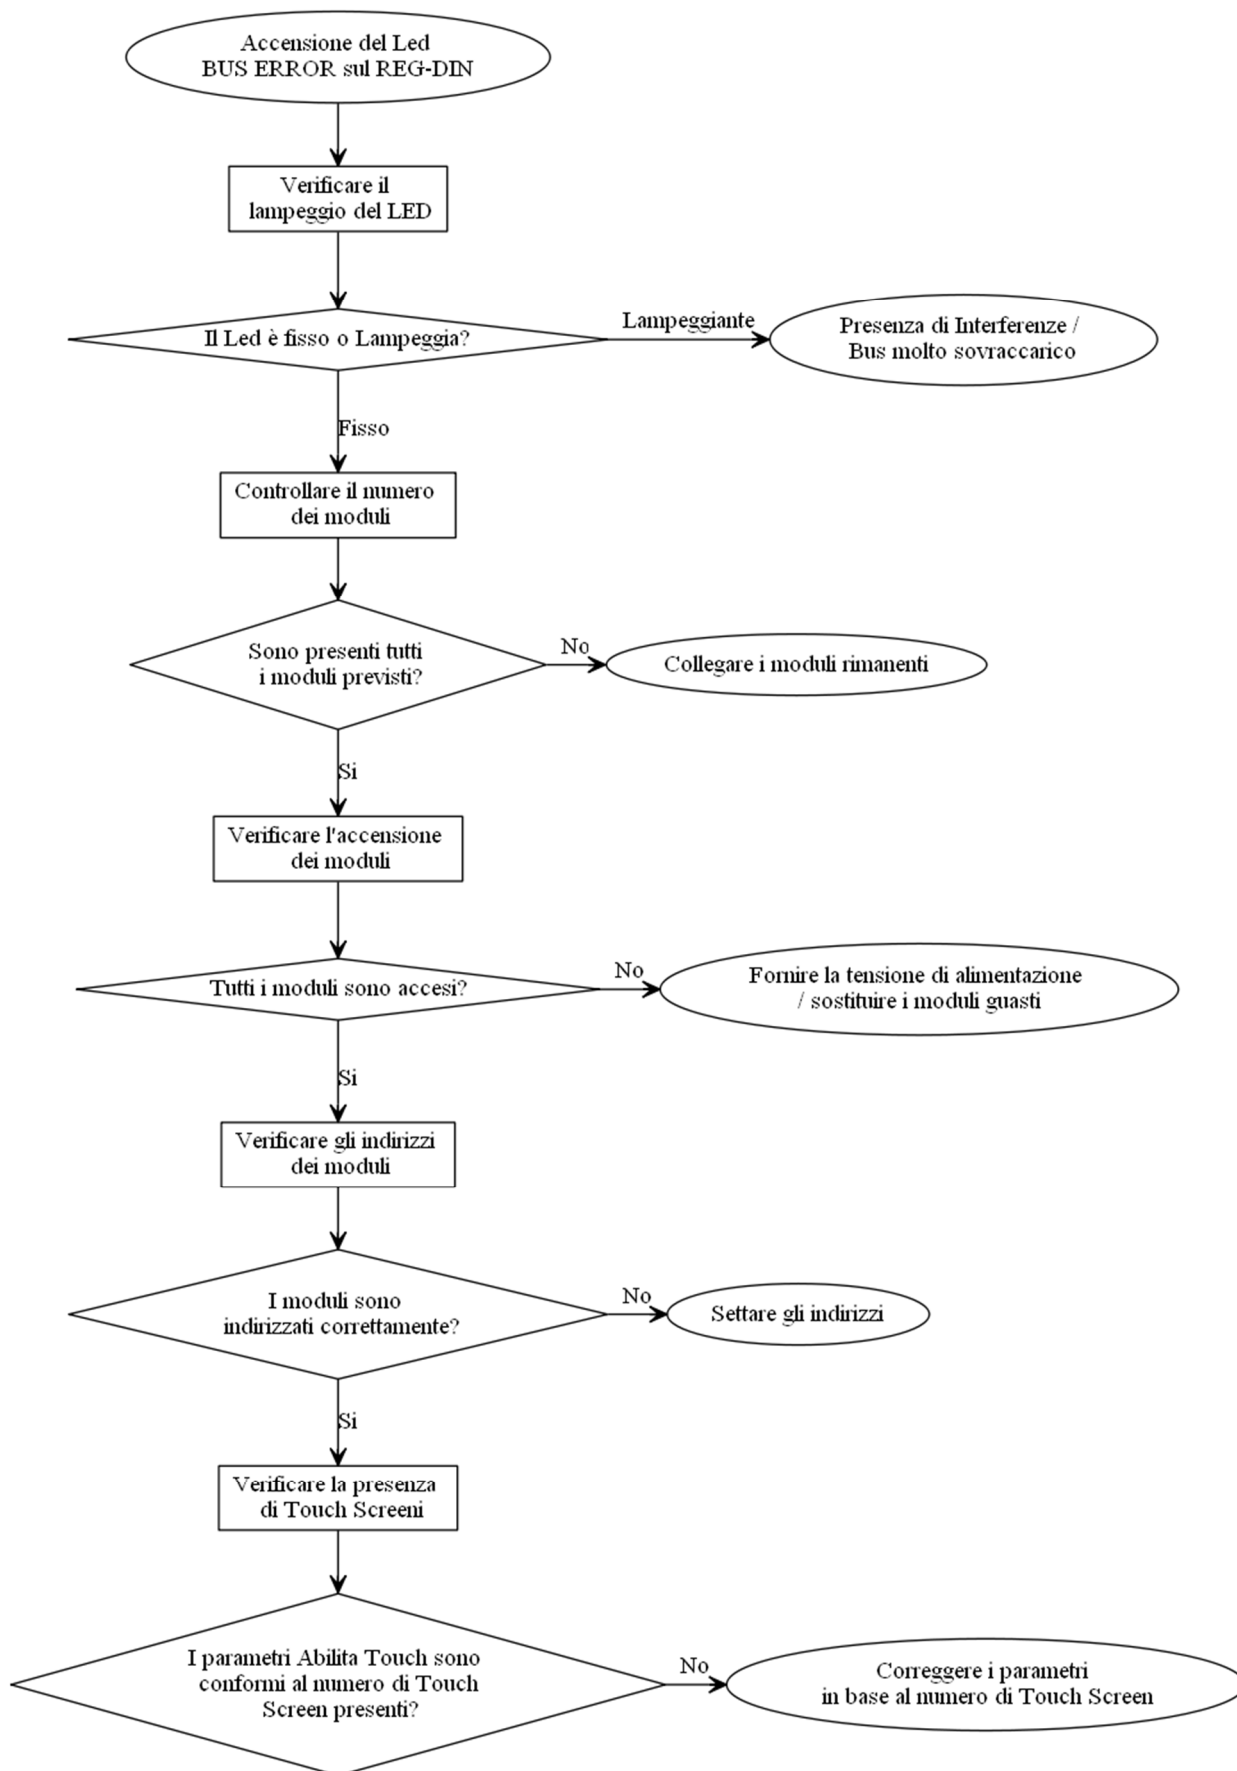 Accensione del Led
BUS ERROR sul REG-DIN
Verificare il
lampeggio del LED
Il Led è fisso o Lampeggia?
Lampeggiante
Presenza di Interferenze /
Bus molto sovraccarico
Fisso
Controllare il numero
dei moduli
Sono presenti tutti
i moduli previsti?
No
Collegare i moduli rimanenti
Si
Verificare l'accensione
dei moduli
Tutti i moduli sono accesi?
No
Fornire la tensione di alimentazione
/ sostituire i moduli guasti
Si
Verificare gli indirizzi
dei moduli
I moduli sono
indirizzati correttamente?
No
Settare gli indirizzi
Si
Verificare la presenza
di Touch Screeni
I parametri Abilita Touch sono
conformi al numero di Touch
Screen presenti?
No
Correggere i parametri
in base al numero di Touch Screen